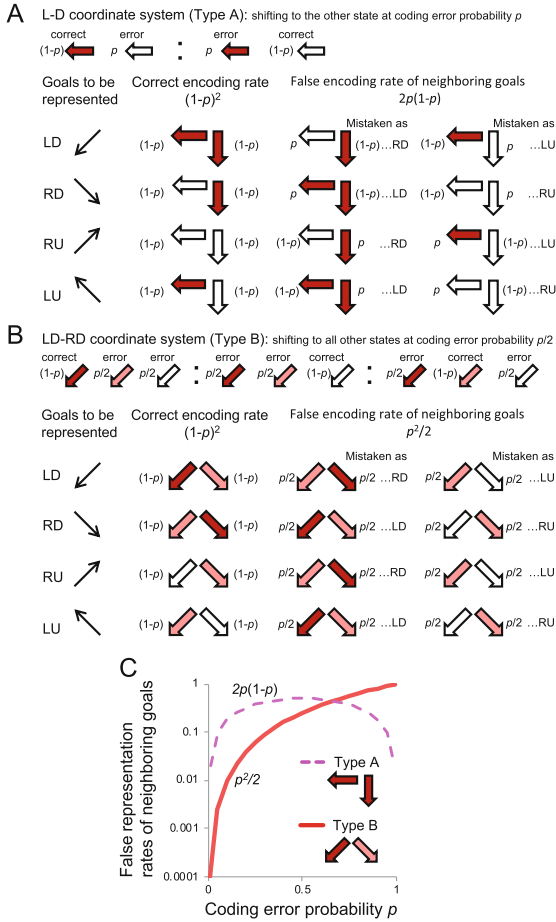 A L-D coordinate system (Type A): shifting to the other state at coding error probability p
correct error : error correct
(1-p) p p (1-p)
Goals to be represented Correct encoding rate (1-p)² False encoding rate of neighboring goals 2p(1-p)
Mistaken as Mistaken as
LD (1-p) (1-p) p (1-p)...RD (1-p) p ...LU
RD (1-p) (1-p) p (1-p)...LD (1-p) p ...RU
RU (1-p) (1-p) (1-p) p ...RD p (1-p)...LU
LU (1-p) (1-p) (1-p) p ...LD p (1-p)...RU
B LD-RD coordinate system (Type B): shifting to all other states at coding error probability p/2
correct error error : error error correct : error correct error
(1-p) p/2 p/2 p/2 p/2 (1-p) p/2 (1-p) p/2
Goals to be represented Correct encoding rate (1-p)² False encoding rate of neighboring goals p²/2
Mistaken as Mistaken as
LD (1-p) (1-p) p/2 p/2 ...RD p/2 p/2 ...LU
RD (1-p) (1-p) p/2 p/2 ...LD p/2 p/2 ...RU
RU (1-p) (1-p) p/2 p/2 ...RD p/2 p/2 ...LU
LU (1-p) (1-p) p/2 p/2 ...LD p/2 p/2 ...RU
C
False representation
rates of neighboring goals
1
0.1
0.01
0.001
0.0001
2p(1-p)
p²/2
Type A
Type B
0 0.5 1
Coding error probability p